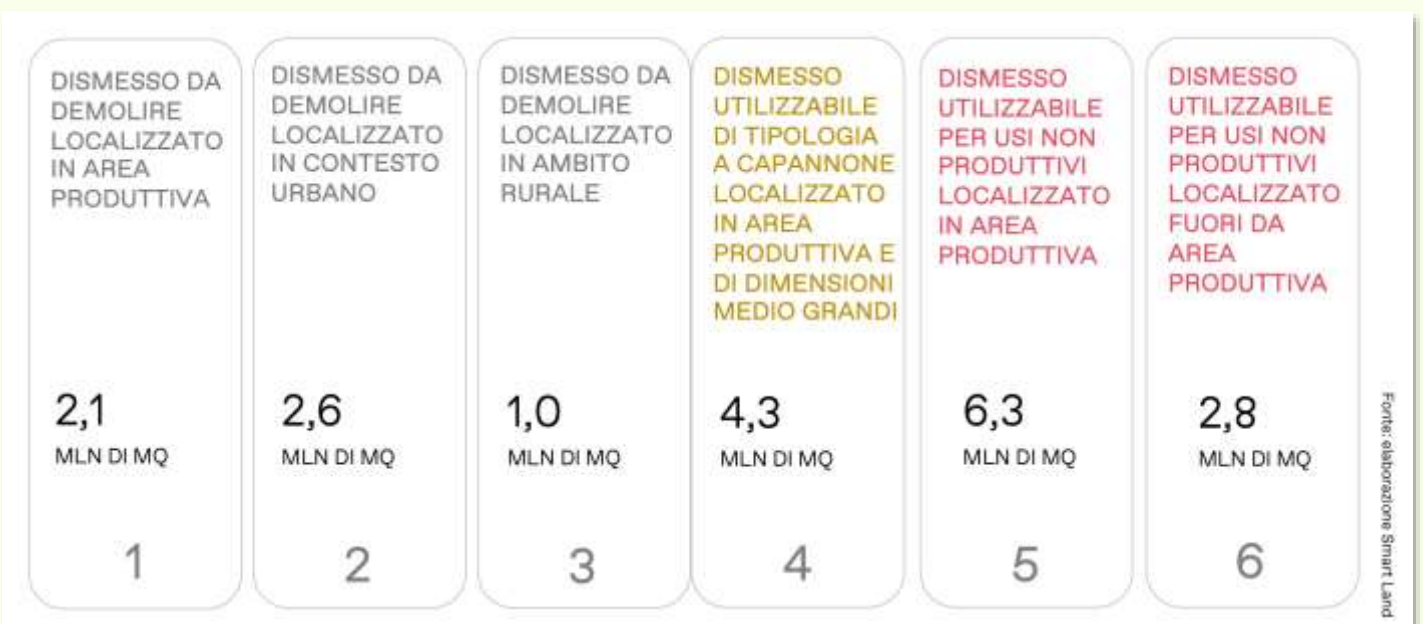 DISMESSO DA
DEMOLIRE
LOCALIZZATO
IN AREA
PRODUTTIVA
2,1
MLN DI MQ
1
DISMESSO DA
DEMOLIRE
LOCALIZZATO
IN CONTESTO
URBANO
2,6
MLN DI MQ
2
DISMESSO DA
DEMOLIRE
LOCALIZZATO
IN AMBITO
RURALE
1,0
MLN DI MQ
3
DISMESSO
UTILIZZABILE
DI TIPOLOGIA
A CAPANNONE
LOCALIZZATO
IN AREA
PRODUTTIVA E
DI DIMENSIONI
MEDIO GRANDI
4,3
MLN DI MQ
4
DISMESSO
UTILIZZABILE
PER USI NON
PRODUTTIVI
LOCALIZZATO
IN AREA
PRODUTTIVA
6,3
MLN DI MQ
5
DISMESSO
UTILIZZABILE
PER USI NON
PRODUTTIVI
LOCALIZZATO
FUORI DA
AREA
PRODUTTIVA
2,8
MLN DI MQ
6
Fonte: elaborazione Smart Land